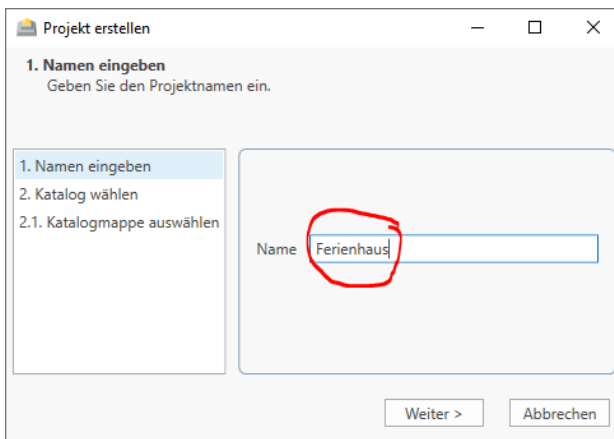 Projekt erstellen
1. Namen eingeben
Geben Sie den Projektnamen ein.
1. Namen eingeben
2. Katalog wählen
2.1. Katalogmappe auswählen
Name Ferienhaus
Weiter > Abbrechen